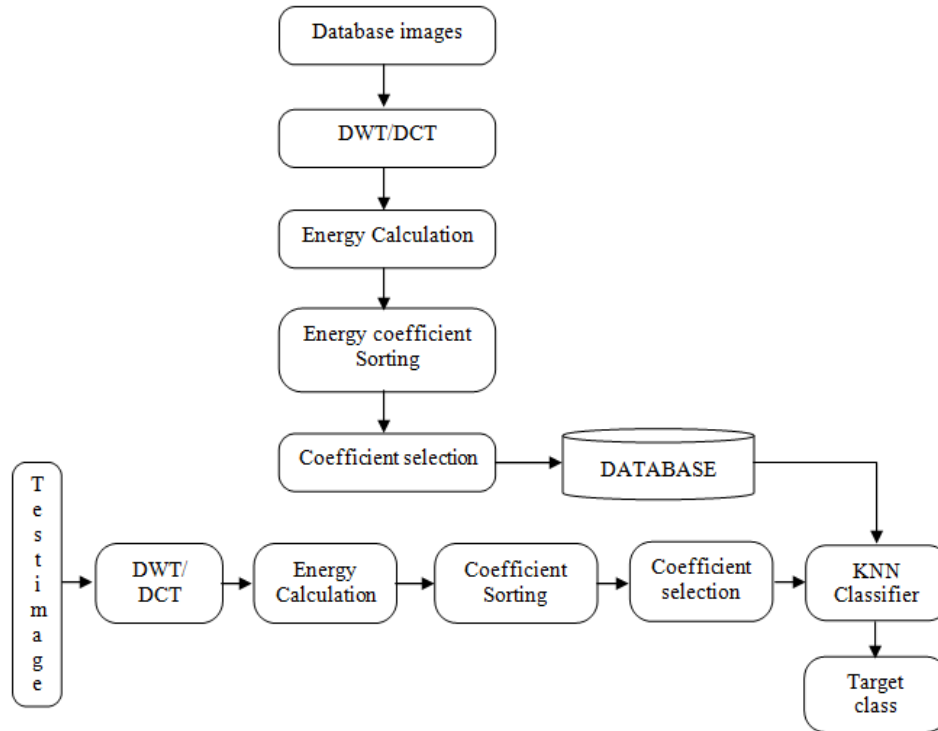 Database images
DWT/DCT
Energy Calculation
Energy coefficient
Sorting
Coefficient selection
DATABASE
T
e
s
t
i
m
a
g
e
DWT/
DCT
Energy
Calculation
Coefficient
Sorting
Coefficient
selection
KNN
Classifier
Target
class